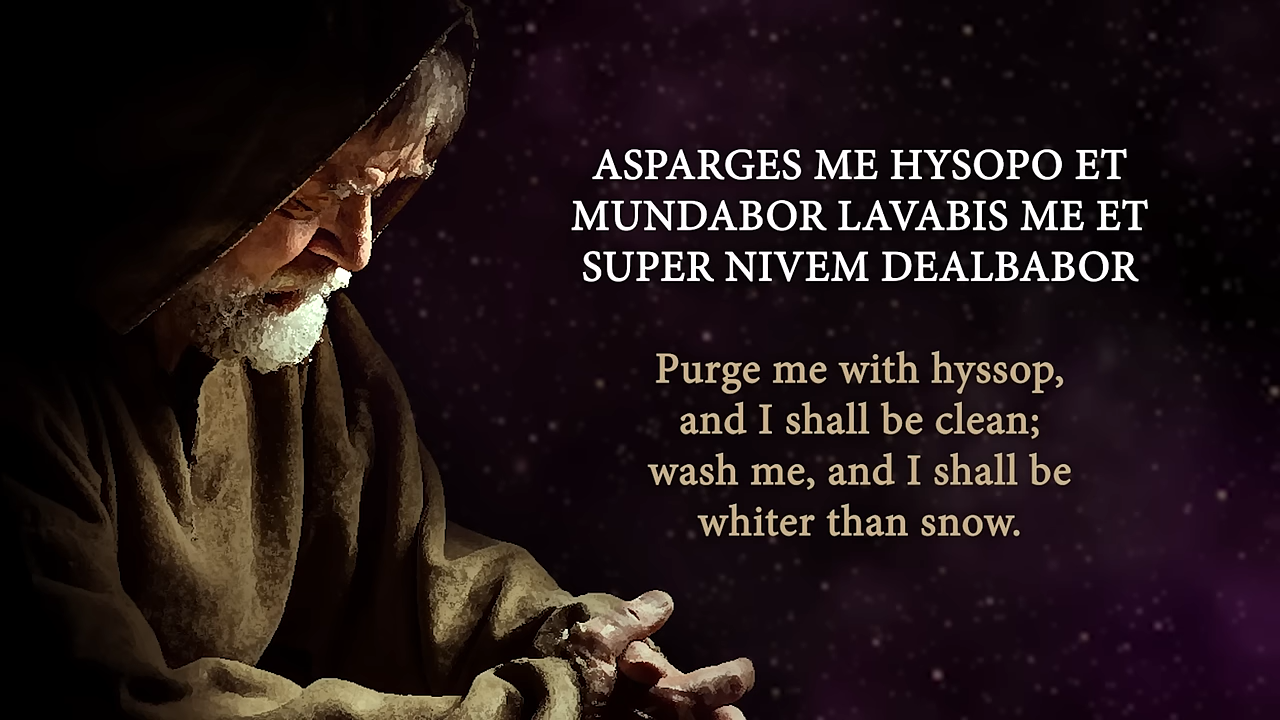 ASPARGES ME HYSOPO ET
MUNDABOR LAVABIS ME ET
SUPER NIVEM DEALBABOR
Purge me with hyssop,
and I shall be clean;
wash me, and I shall be
whiter than snow.